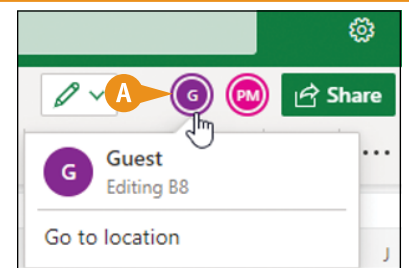 A G PM Share
G Guest
Editing B8
...
Go to location
J